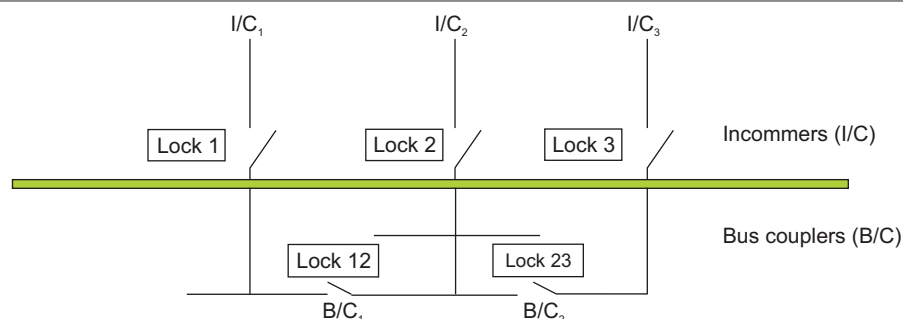 I/C₁ I/C₂ I/C₃
Lock 1 Lock 2 Lock 3 Incommers (I/C)
Bus couplers (B/C)
Lock 12 Lock 23
B/C₁ B/C₂